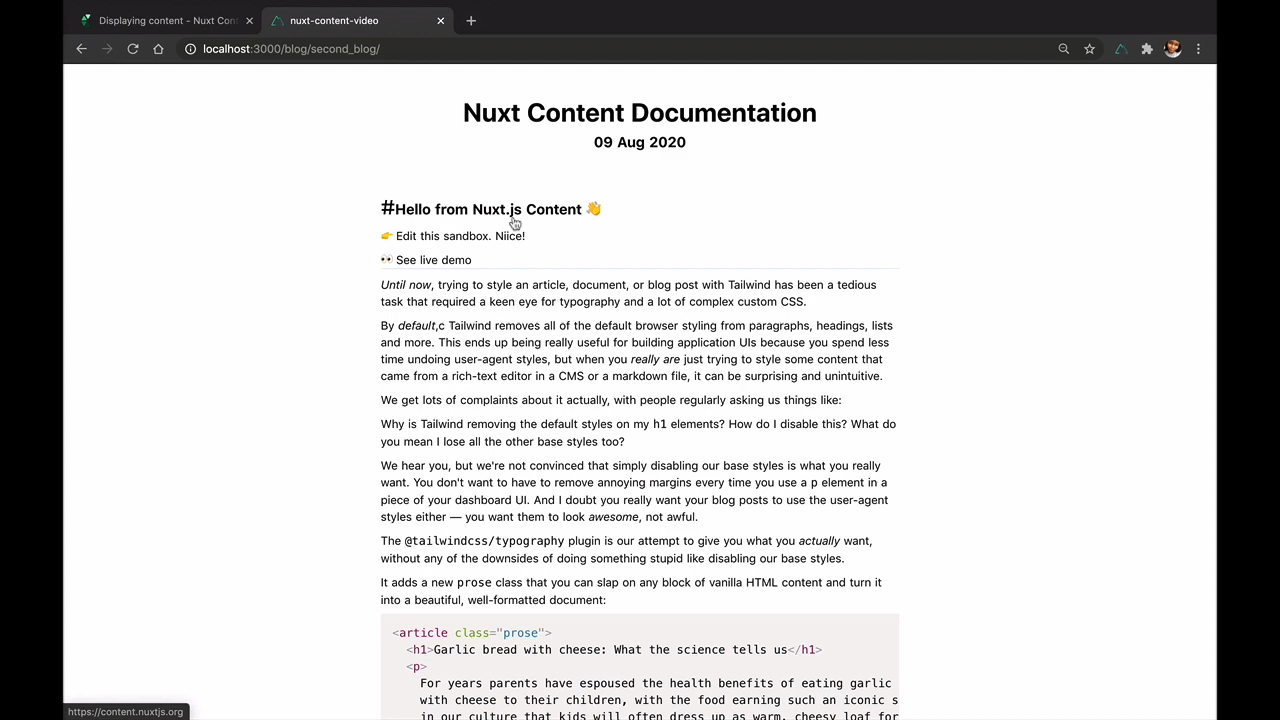 Displaying content - Nuxt Con
nuxt-content-video
localhost:3000/blog/second_blog/
Nuxt Content Documentation
09 Aug 2020
#Hello from Nuxt.js Content 👋
👉 Edit this sandbox. Niice!
👀 See live demo
Until now, trying to style an article, document, or blog post with Tailwind has been a tedious
task that required a keen eye for typography and a lot of complex custom CSS.
By default,c Tailwind removes all of the default browser styling from paragraphs, headings, lists
and more. This ends up being really useful for building application UIs because you spend less
time undoing user-agent styles, but when you really are just trying to style some content that
came from a rich-text editor in a CMS or a markdown file, it can be surprising and unintuitive.
We get lots of complaints about it actually, with people regularly asking us things like:
Why is Tailwind removing the default styles on my h1 elements? How do I disable this? What do
you mean I lose all the other base styles too?
We hear you, but we're not convinced that simply disabling our base styles is what you really
want. You don't want to have to remove annoying margins every time you use a p element in a
piece of your dashboard UI. And I doubt you really want your blog posts to use the user-agent
styles either — you want them to look awesome, not awful.
The @tailwindcss/typography plugin is our attempt to give you what you actually want,
without any of the downsides of doing something stupid like disabling our base styles.
It adds a new prose class that you can slap on any block of vanilla HTML content and turn it
into a beautiful, well-formatted document:
<article class="prose">
<h1>Garlic bread with cheese: What the science tells us</h1>
<p>
For years parents have espoused the health benefits of eating garlic
with cheese to their children, with the food earning such an iconic s
in our culture that kids will often dress up as warm, cheesy loaf for
https://content.nuxtjs.org